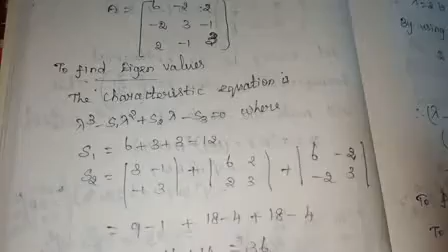 A = [ 6 -2 2
-2 3 -1
2 -1 3 ]
To find Eigen values
The characteristic equation is
λ³-S₁λ²+S₂λ-S₃=0 where
S₁ = 6+3+3=12
S₂ = |3 -1| + |6 2| + |6 -2|
|-1 3| |2 3| |-2 3|
= 9-1 + 18-4 + 18-4
= 36
By using
2
To